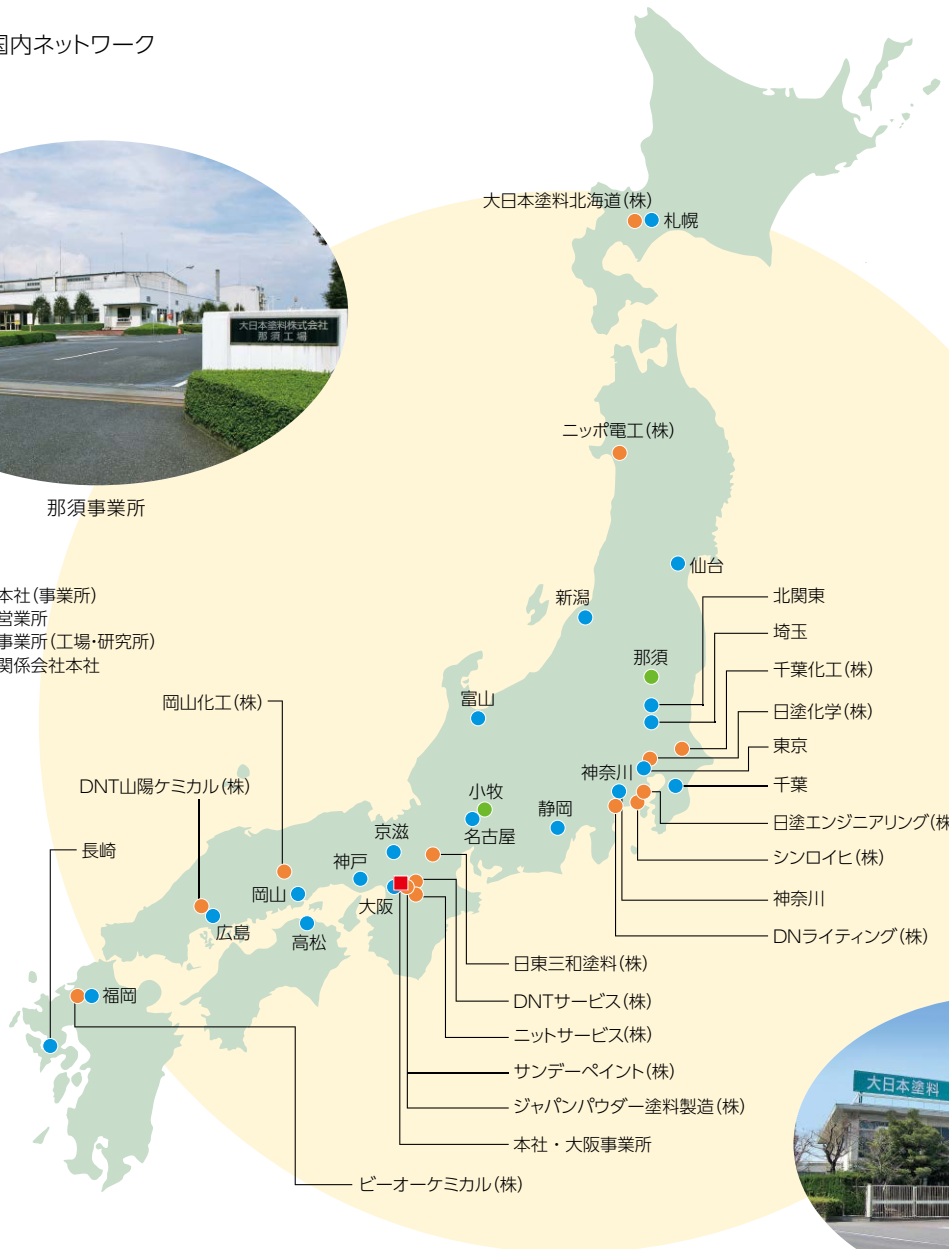 国内ネットワーク
大日本塗料株式会社
那須工場
那須事業所
本社(事業所)
営業所
事業所(工場・研究所)
関係会社本社
大日本塗料北海道(株)
札幌
ニッポ電工(株)
仙台
新潟
北関東
埼玉
那須
千葉化工(株)
岡山化工(株)
富山
日塗化学(株)
東京
神奈川
千葉
DNT山陽ケミカル(株)
小牧
静岡
名古屋
日塗エンジニアリング(株
京滋
長崎
神戸
シンロイヒ(株)
岡山
大阪
神奈川
広島
高松
DNライティング(株)
日東三和塗料(株)
福岡
DNTサービス(株)
ニットサービス(株)
サンデーペイント(株)
大日本塗料
ジャパンパウダー塗料製造(株)
本社・大阪事業所
ビーオーケミカル(株)